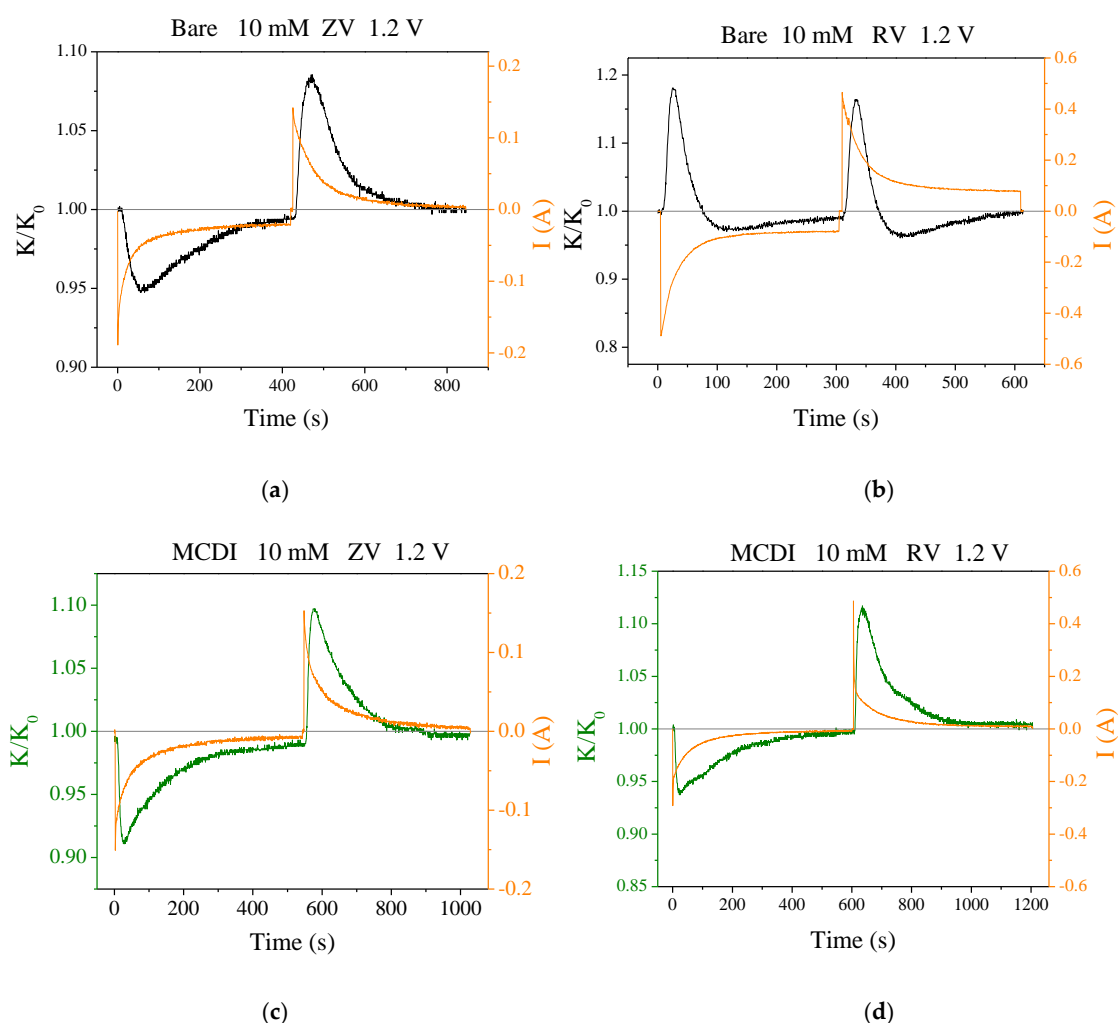 Bare 10 mM ZV 1.2 V
1.10
1.05
1.00
0.95
0.90
K/K0
0.2
0.1
0.0
-0.1
-0.2
I (A)
0 200 400 600 800
Time (s)
(a)
Bare 10 mM RV 1.2 V
1.2
1.1
1.0
0.9
0.8
K/K0
0.6
0.4
0.2
0.0
-0.2
-0.4
-0.6
I (A)
0 100 200 300 400 500 600
Time (s)
(b)
MCDI 10 mM ZV 1.2 V
1.10
1.05
1.00
0.95
0.90
K/K0
0.2
0.1
0.0
-0.1
-0.2
I (A)
0 200 400 600 800 1000
Time (s)
(c)
MCDI 10 mM RV 1.2 V
1.15
1.10
1.05
1.00
0.95
0.90
0.85
K/K0
0.6
0.4
0.2
0.0
-0.2
-0.4
-0.6
I (A)
0 200 400 600 800 1000 1200
Time (s)
(d)